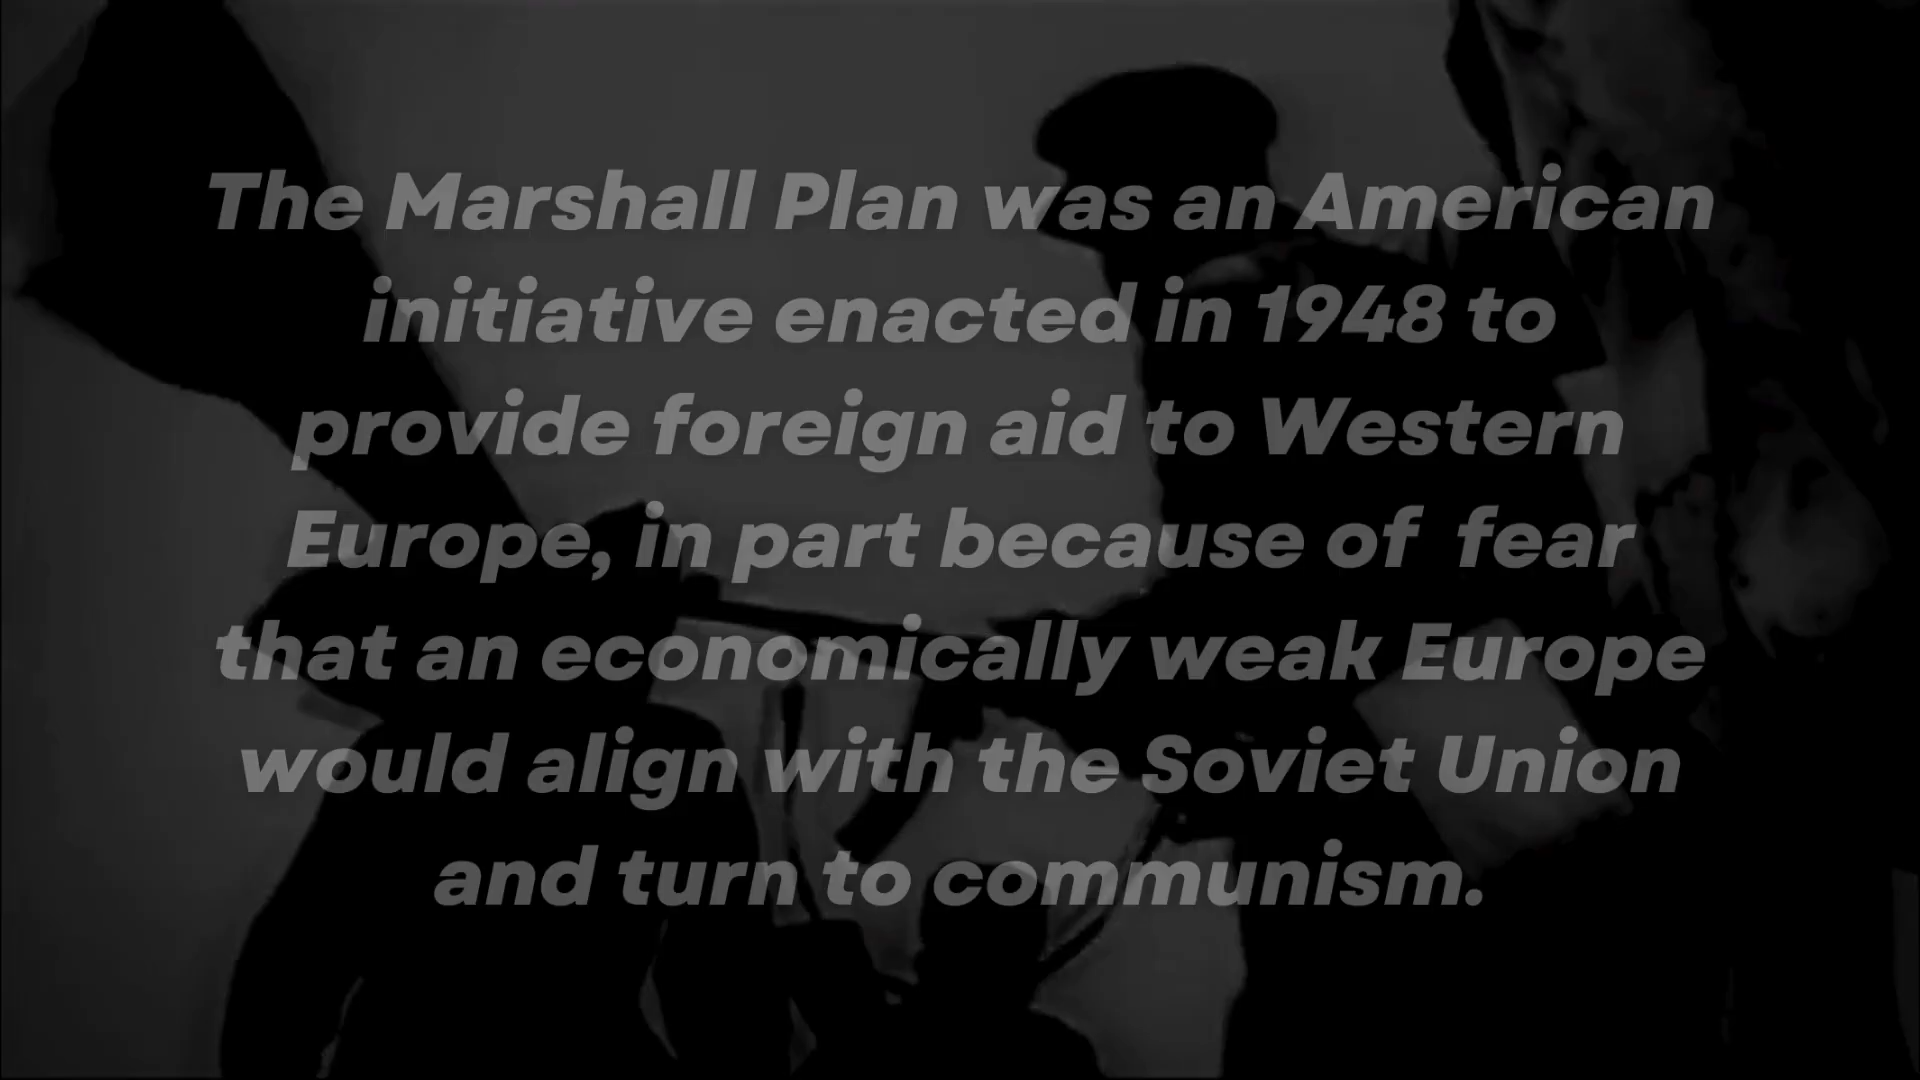 The Marshall Plan was an American
initiative enacted in 1948 to
provide foreign aid to Western
Europe, in part because of  fear
that an economically weak Europe
would align with the Soviet Union
and turn to communism.